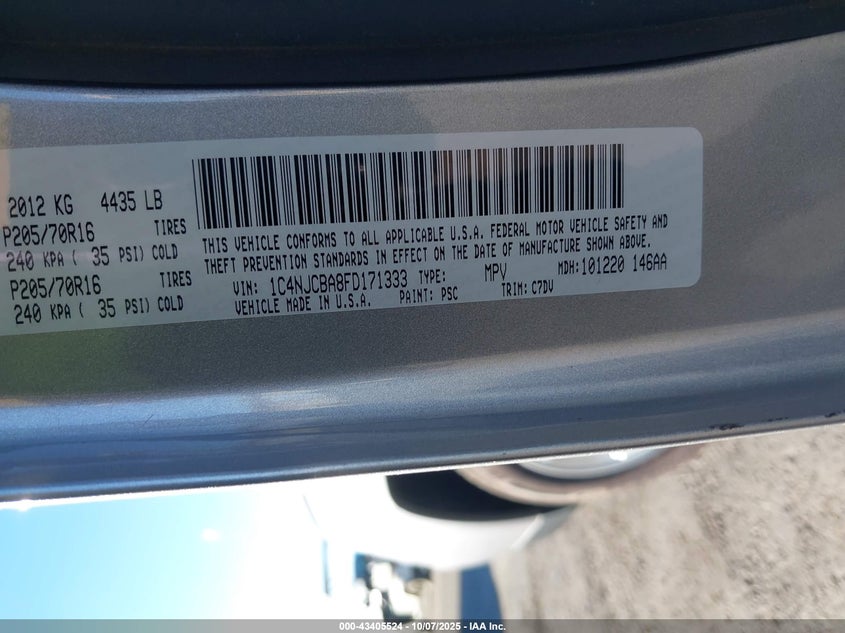 2012 KG 4435 LB
P205/70R16 TIRES
240 KPA ( 35 PSI) COLD
P205/70R16 TIRES
240 KPA ( 35 PSI) COLD
THIS VEHICLE CONFORMS TO ALL APPLICABLE U.S.A. FEDERAL MOTOR VEHICLE SAFETY AND
THEFT PREVENTION STANDARDS IN EFFECT ON THE DATE OF MANUFACTURE SHOWN ABOVE.
VIN: 1C4NJCBA8FD171333 TYPE: MPV MDH:101220 146AA
VEHICLE MADE IN U.S.A. PAINT: PSC TRIM: C7DV
000-43405524 - 10/07/2025 - IAA Inc.